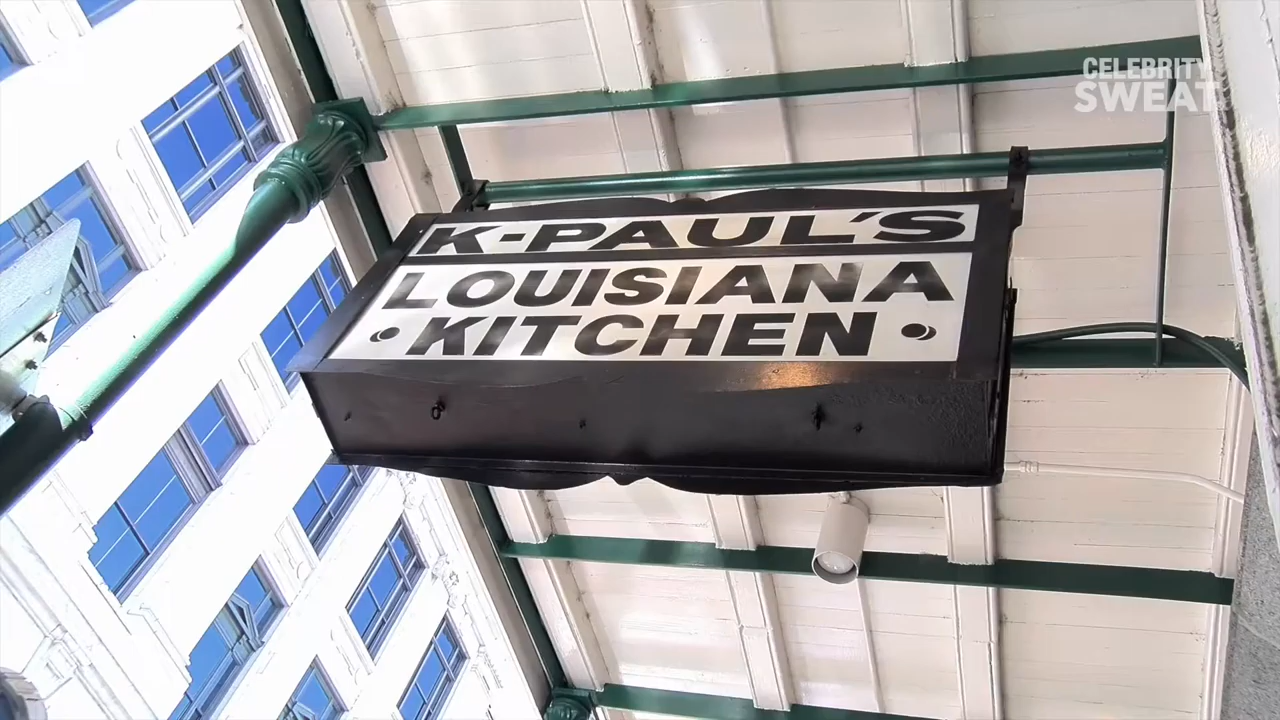 CELEBRITY
SWEAT
K-PAUL'S
LOUISIANA
• KITCHEN •